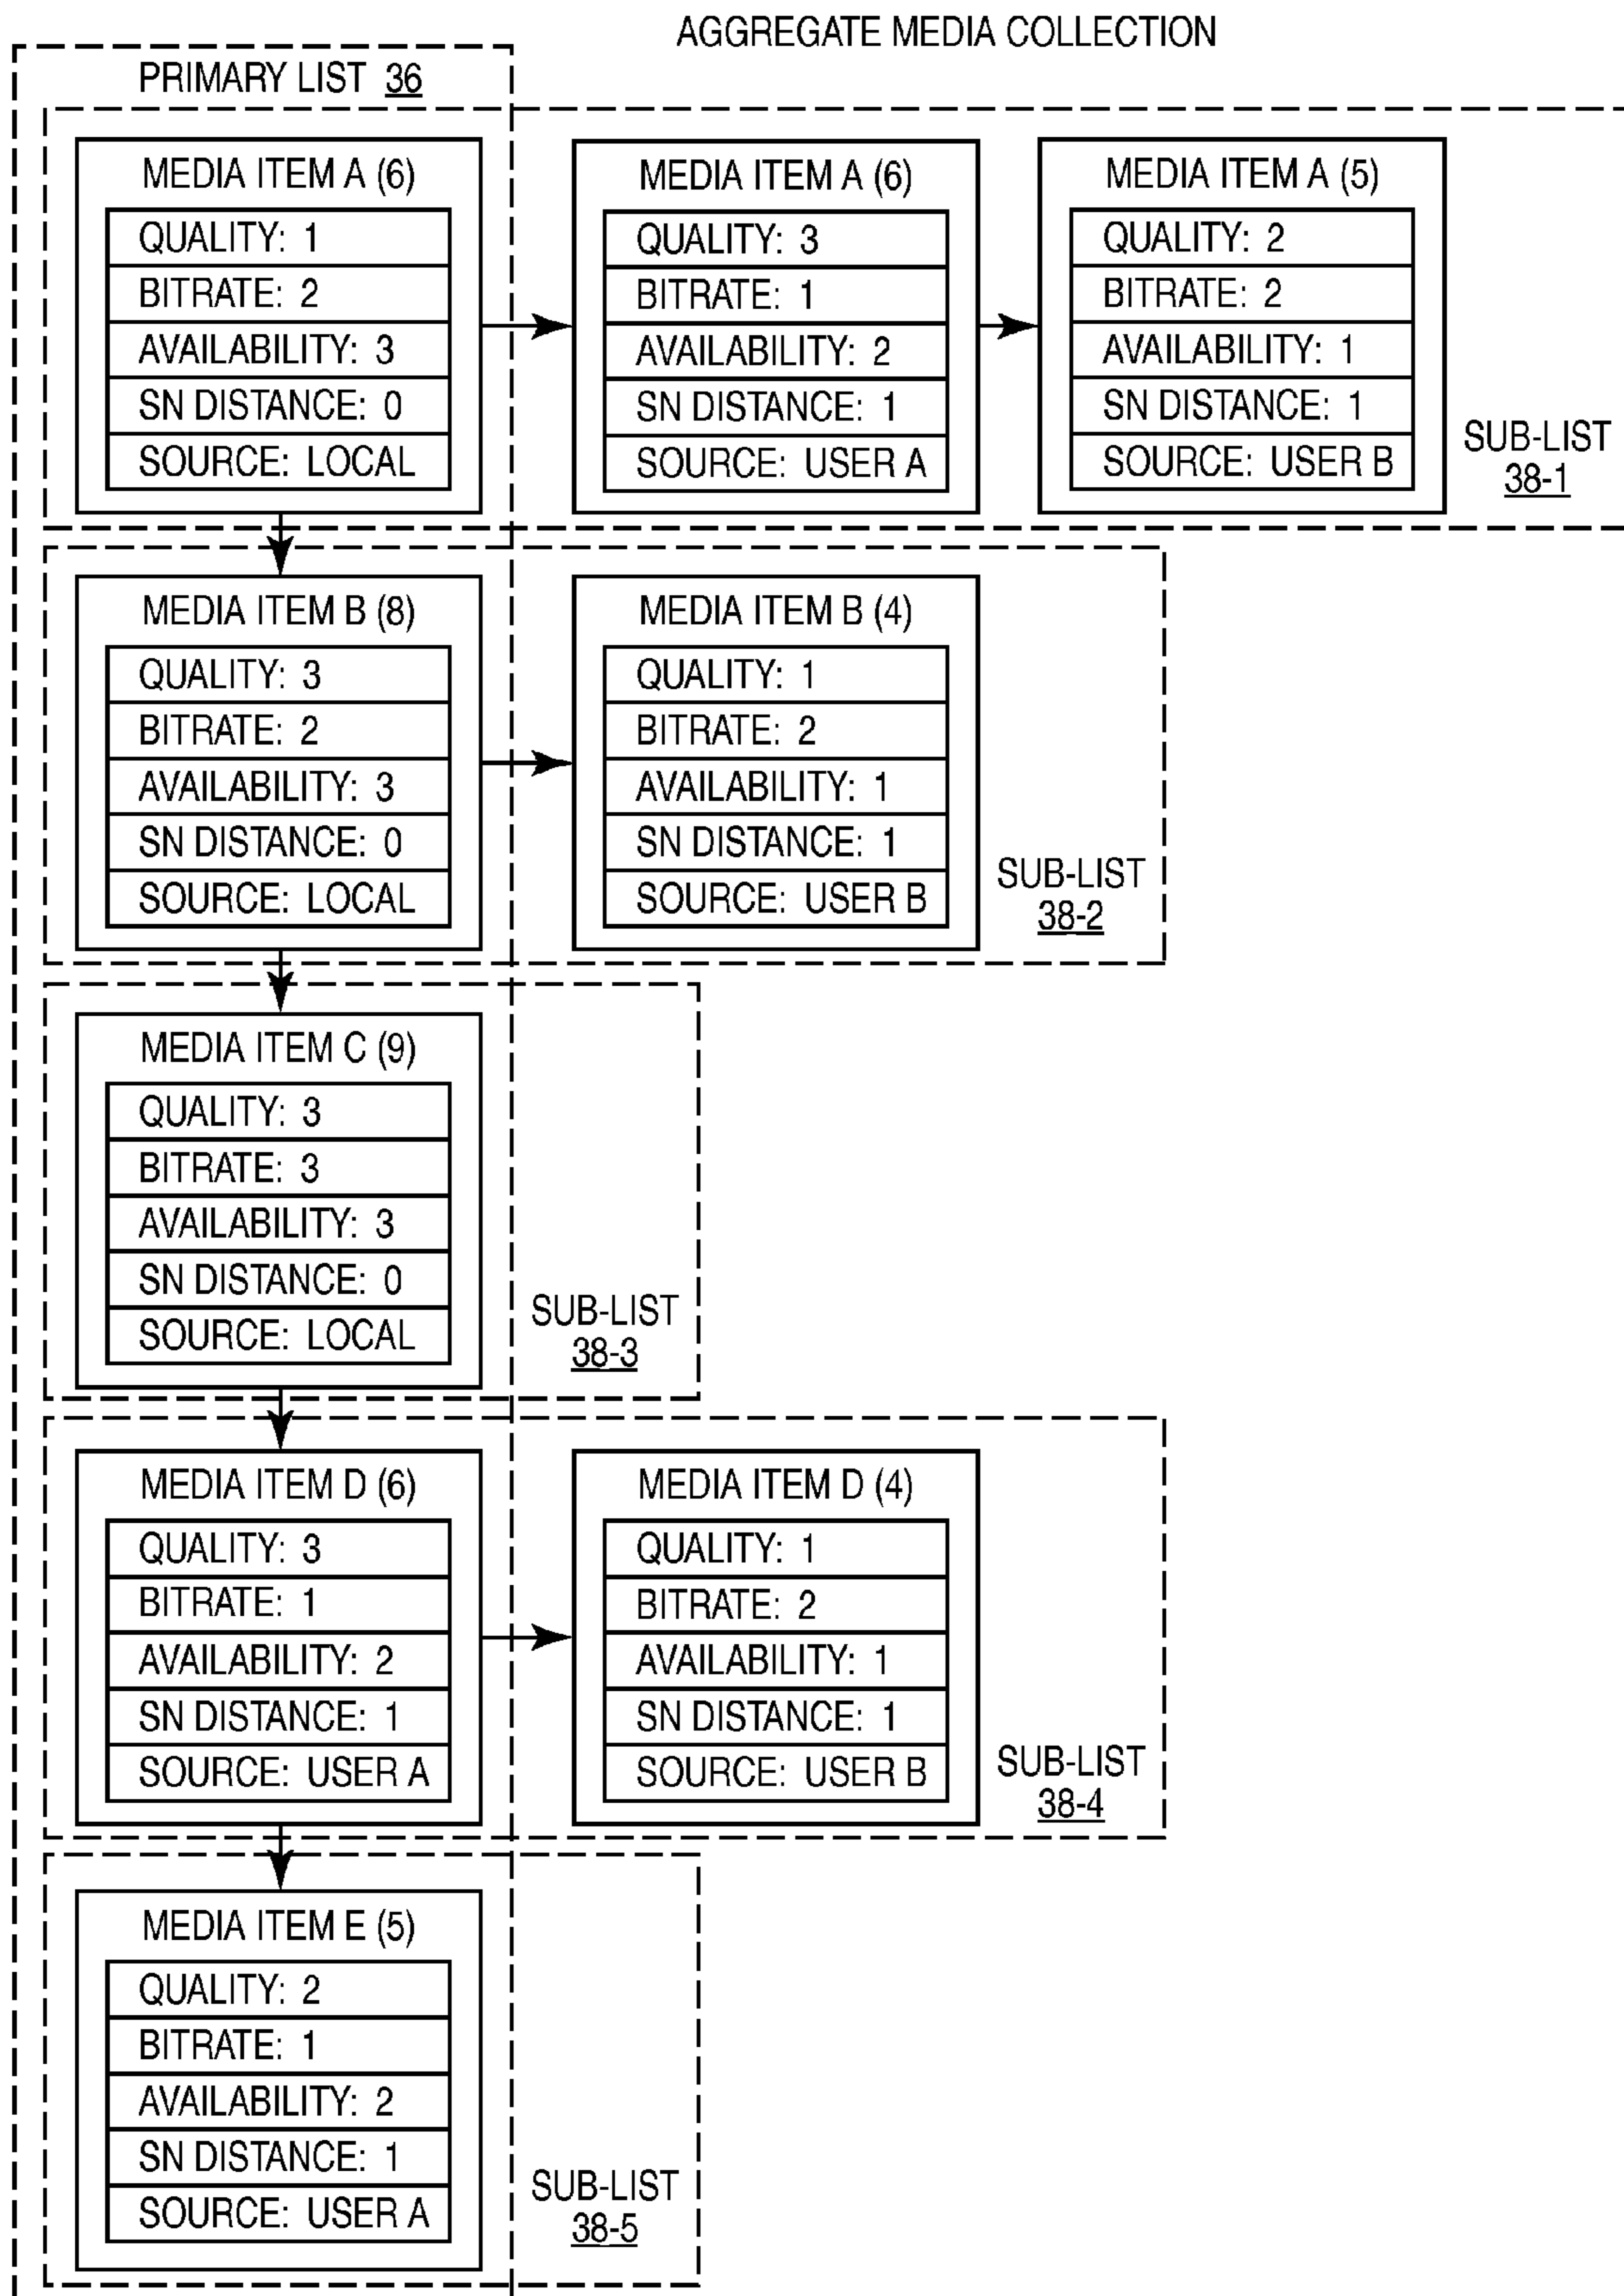 AGGREGATE MEDIA COLLECTION
PRIMARY LIST 36
MEDIA ITEM A (6)
QUALITY: 1
BITRATE: 2
AVAILABILITY: 3
SN DISTANCE: 0
SOURCE: LOCAL
MEDIA ITEM A (6)
QUALITY: 3
BITRATE: 1
AVAILABILITY: 2
SN DISTANCE: 1
SOURCE: USER A
MEDIA ITEM A (5)
QUALITY: 2
BITRATE: 2
AVAILABILITY: 1
SN DISTANCE: 1
SOURCE: USER B
SUB-LIST
38-1
MEDIA ITEM B (8)
QUALITY: 3
BITRATE: 2
AVAILABILITY: 3
SN DISTANCE: 0
SOURCE: LOCAL
MEDIA ITEM B (4)
QUALITY: 1
BITRATE: 2
AVAILABILITY: 1
SN DISTANCE: 1
SOURCE: USER B
SUB-LIST
38-2
MEDIA ITEM C (9)
QUALITY: 3
BITRATE: 3
AVAILABILITY: 3
SN DISTANCE: 0
SOURCE: LOCAL
SUB-LIST
38-3
MEDIA ITEM D (6)
QUALITY: 3
BITRATE: 1
AVAILABILITY: 2
SN DISTANCE: 1
SOURCE: USER A
MEDIA ITEM D (4)
QUALITY: 1
BITRATE: 2
AVAILABILITY: 1
SN DISTANCE: 1
SOURCE: USER B
SUB-LIST
38-4
MEDIA ITEM E (5)
QUALITY: 2
BITRATE: 1
AVAILABILITY: 2
SN DISTANCE: 1
SOURCE: USER A
SUB-LIST
38-5